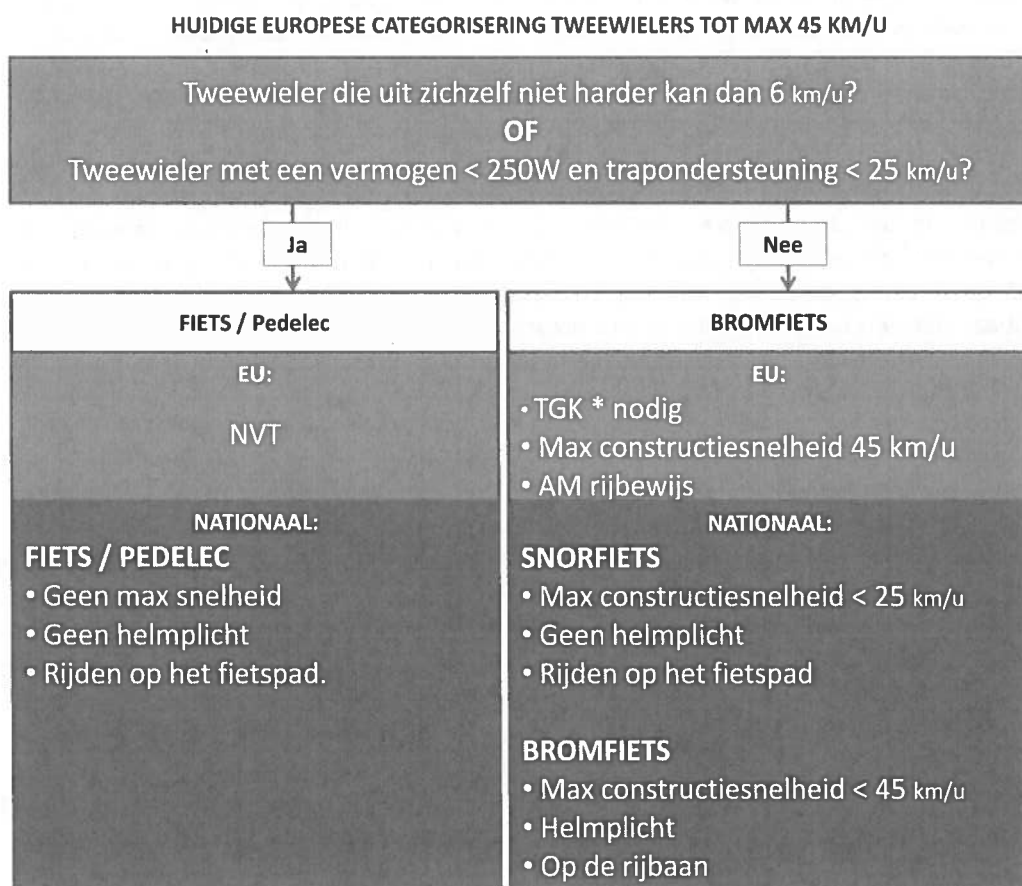 HUIDIGE EUROPESE CATEGORISERING TWEEWIELERS TOT MAX 45 KM/U
Tweewieler die uit zichzelf niet harder kan dan 6 km/u?
OF
Tweewieler met een vermogen < 250W en trapondersteuning < 25 km/u?
Ja
Nee
FIETS / Pedelec
EU:
NVT
NATIONAAL:
FIETS / PEDELEC
• Geen max snelheid
• Geen helmplicht
• Rijden op het fietspad.
BROMFIETS
EU:
• TGK * nodig
• Max constructiesnelheid 45 km/u
• AM rijbewijs
NATIONAAL:
SNORFIETS
• Max constructiesnelheid < 25 km/u
• Geen helmplicht
• Rijden op het fietspad
BROMFIETS
• Max constructiesnelheid < 45 km/u
• Helmplicht
• Op de rijbaan